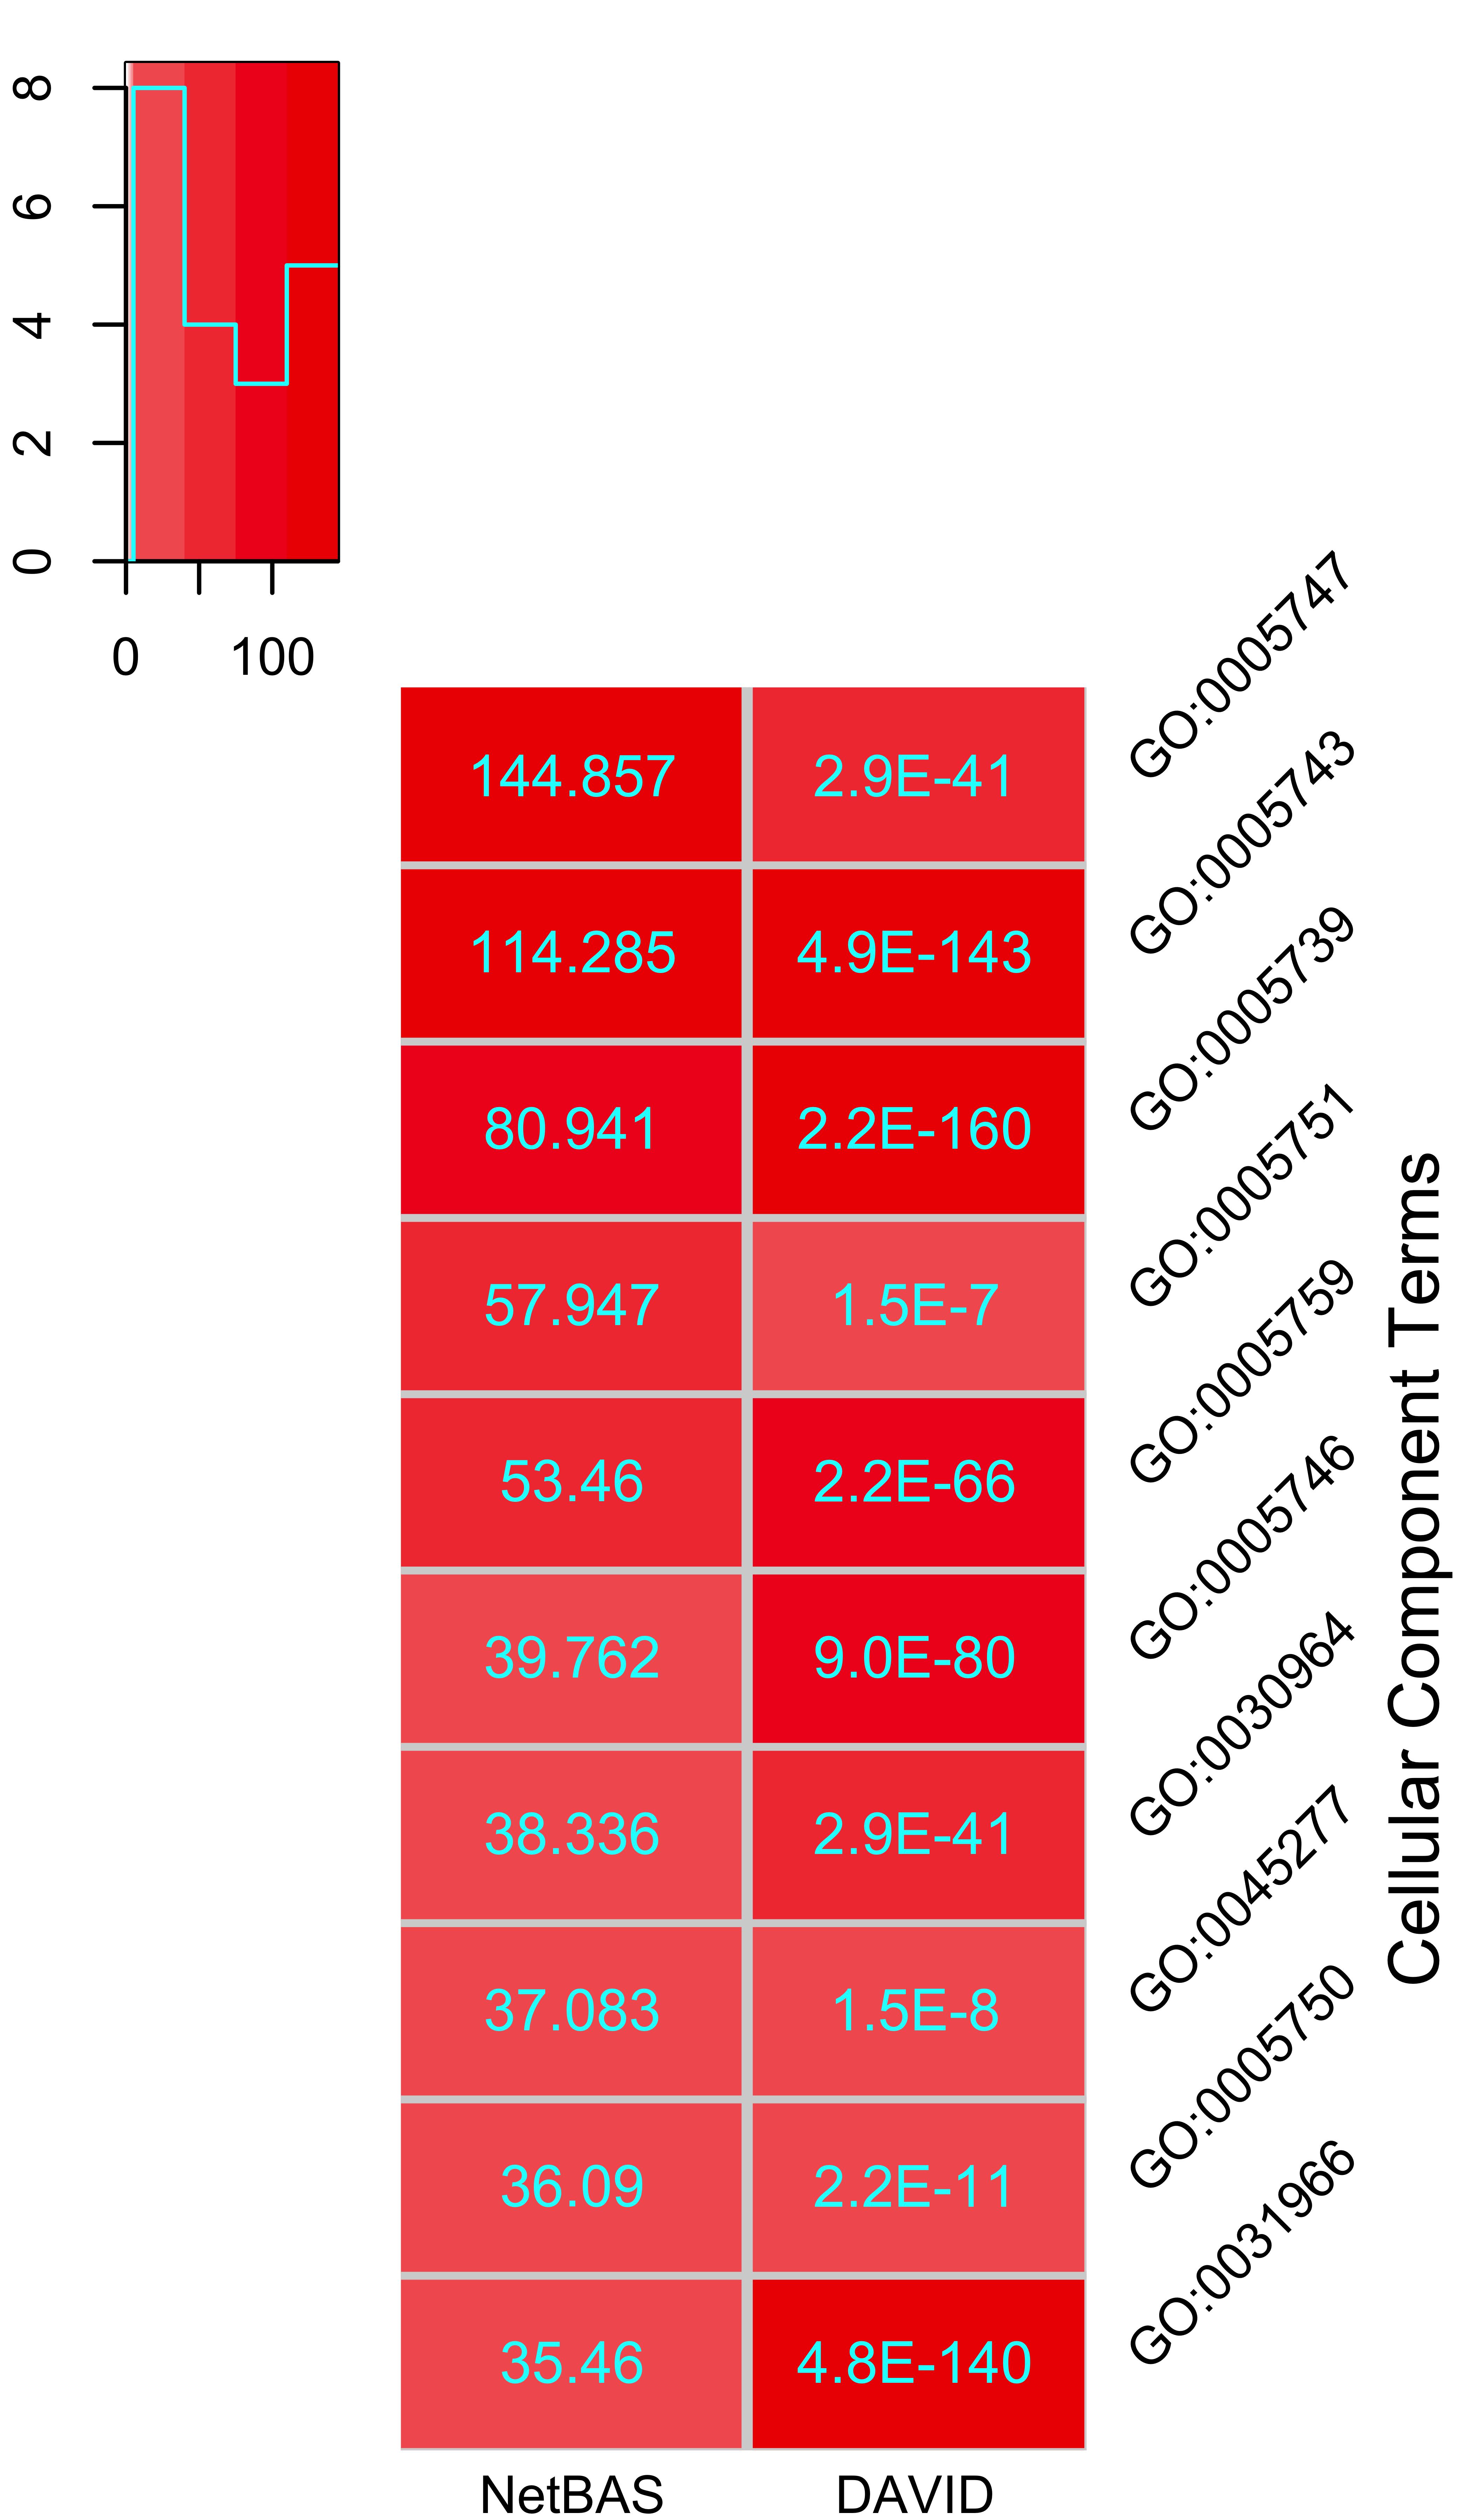 8
6
4
2
0
0 100
144.857 2.9E-41 GO:0005747
114.285 4.9E-143 GO:0005743
80.941 2.2E-160 GO:0005739
57.947 1.5E-7 GO:0005751
53.46 2.2E-66 GO:0005759
39.762 9.0E-80 GO:0005746
38.336 2.9E-41 GO:0030964
37.083 1.5E-8 GO:0045277
36.09 2.2E-11 GO:0005750
35.46 4.8E-140 GO:0031966
Cellular Component Terms
NetBAS DAVID